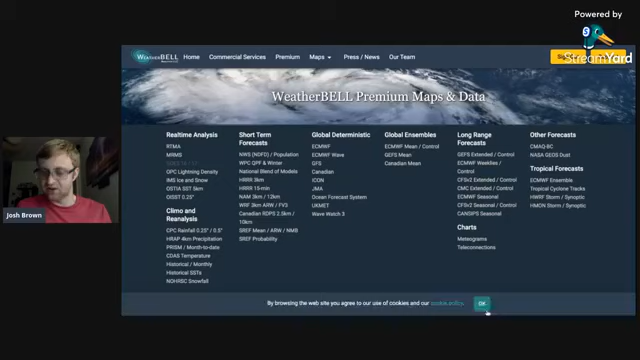 Powered by
StreamYard
WEATHERBELL
Home
Commercial Services
Premium
Maps
Press / News
Our Team
WeatherBELL Premium Maps & Data
Realtime Analysis
RTMA
MRMS
OPC Lightning Density
IMS Ice and Snow
OSTIA SST 5km
OISST 0.25°
Climo and
Reanalysis
CPC Rainfall 0.25° / 0.5°
HRAP 4km Precipitation
PRISM / Month-to-date
CDAS Temperature
Historical / Monthly
Historical SSTs
NOHRSC Snowfall
Short Term
Forecasts
NWS (NDFD) / Population
WPC QPF & Winter
National Blend of Models
HRRR 3km
HRRR 15-min
NAM 3km / 12km
WRF 3km ARW / FV3
Canadian RDPS 2.5km /
10km
SREF Mean / ARW / NMB
SREF Probability
Global Deterministic
ECMWF
ECMWF Wave
GFS
Canadian
ICON
JMA
Ocean Forecast System
UKMET
Wave Watch 3
Global Ensembles
ECMWF Mean / Control
GEFS Mean
Canadian Mean
Long Range
Forecasts
GEFS Extended / Control
ECMWF WeekliesE /
Control
CFSv2 Extended / Control
CMC Extended / Control
ECMWF Seasonal
CFSv2 Seasonal / Control
CANSIPS Seasonal
Charts
Meteograms
Teleconnections
Other Forecasts
CMAQ-BC
NASA GEOS Dust
Tropical Forecasts
ECMWF Ensemble
Tropical Cyclone Tracks
HWRF Storm / Synoptic
HMON Storm / Synoptic
Josh Brown
By browsing the web site you agree to our use of cookies and our cookie policy.
OK